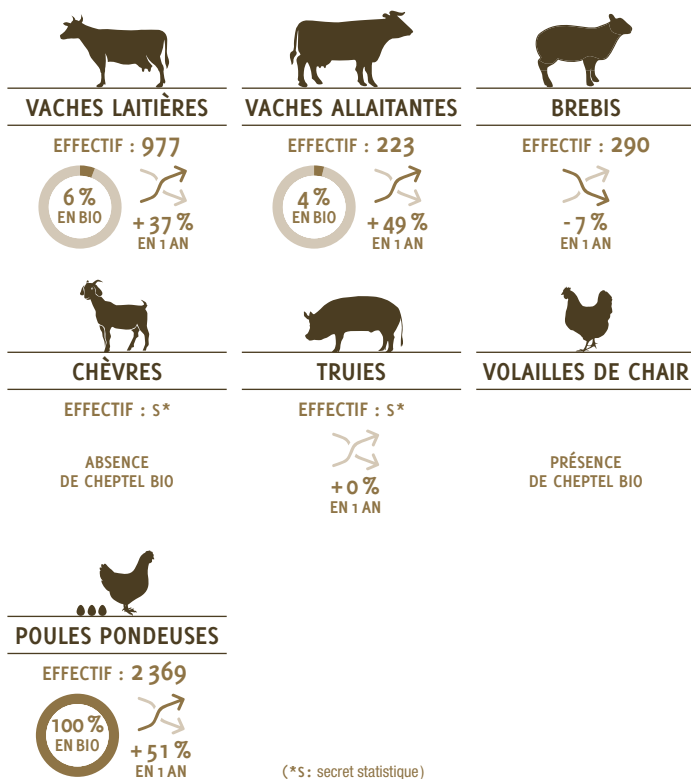 VACHES LAITIÈRES
EFFECTIF : 977
6 %
EN BIO
+ 37 %
EN 1 AN
VACHES ALLAITANTES
EFFECTIF : 223
4 %
EN BIO
+ 49 %
EN 1 AN
BREBIS
EFFECTIF : 290
- 7 %
EN 1 AN
CHÈVRES
EFFECTIF : S*
ABSENCE
DE CHEPTEL BIO
TRUIES
EFFECTIF : S*
+ 0 %
EN 1 AN
VOLAILLES DE CHAIR
PRÉSENCE
DE CHEPTEL BIO
POULES PONDEUSES
EFFECTIF : 2 369
100 %
EN BIO
+ 51 %
EN 1 AN
(*S : secret statistique)